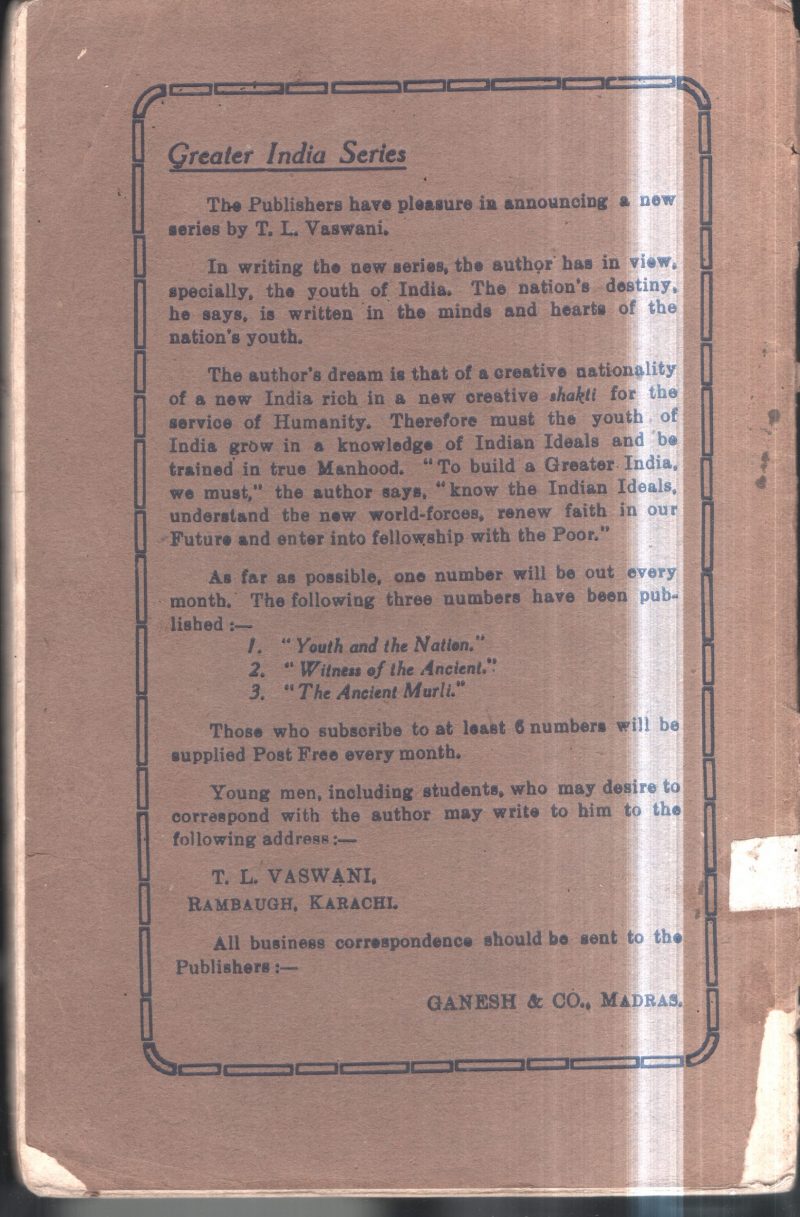 Greater India Series
The Publishers have pleasure in announcing a new
series by T. L. Vaswani.
In writing the new series, the author has in view,
specially, the youth of India. The nation's destiny,
he says, is written in the minds and hearts of the
nation's youth.
The author's dream is that of a creative nationality
of a new India rich in a new creative shakti for the
service of Humanity. Therefore must the youth of
India grow in a knowledge of Indian Ideals and be
trained in true Manhood. "To build a Greater India,
we must," the author says, "know the Indian Ideals,
understand the new world-forces, renew faith in our
Future and enter into fellowship with the Poor."
As far as possible, one number will be out every
month. The following three numbers have been pub-
lished :—
1. "Youth and the Nation."
2. "Witness of the Ancient."
3. "The Ancient Murli."
Those who subscribe to at least 6 numbers will be
supplied Post Free every month.
Young men, including students, who may desire to
correspond with the author may write to him to the
following address :—
T. L. VASWANI,
RAMBAUGH, KARACHI.
All business correspondence should be sent to the
Publishers :—
GANESH & CO., MADRAS.